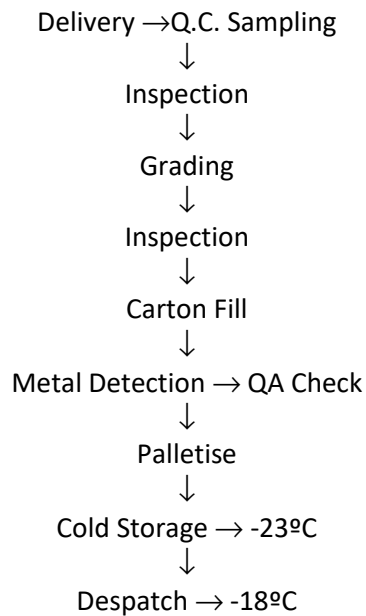 Delivery →Q.C. Sampling
↓
Inspection
↓
Grading
↓
Inspection
↓
Carton Fill
↓
Metal Detection → QA Check
↓
Palletise
↓
Cold Storage → -23ºC
↓
Despatch → -18ºC